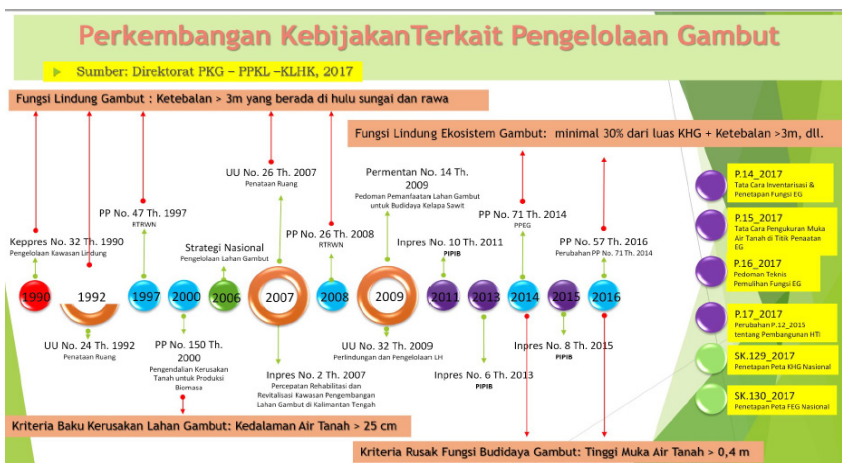 Perkembangan KebijakanTerkait Pengelolaan Gambut
Sumber: Direktorat PKG – PPKL –KLHK, 2017
Fungsi Lindung Gambut : Ketebalan > 3m yang berada di hulu sungai dan rawa
Fungsi Lindung Ekosistem Gambut: minimal 30% dari luas KHG + Ketebalan >3m, dll.
Keppres No. 32 Th. 1990
Pengelolaan Kawasan Lindung
PP No. 47 Th. 1997
RTRWN
Strategi Nasional
Pengelolaan Lahan Gambut
UU No. 26 Th. 2007
Penataan Ruang
PP No. 26 Th. 2008
RTRWN
Permentan No. 14 Th.
2009
Pedoman Pemanfaatan Lahan Gambut
untuk Budidaya Kelapa Sawit
Inpres No. 10 Th. 2011
PIPIB
PP No. 71 Th. 2014
PPEG
PP No. 57 Th. 2016
Perubahan PP No. 71 Th. 2014
1990
1992
1997
2000
2006
2007
2008
2009
2011
2013
2014
2015
2016
UU No. 24 Th. 1992
Penataan Ruang
PP No. 150 Th.
2000
Pengendalian Kerusakan
Tanah untuk Produksi
Biomasa
Inpres No. 2 Th. 2007
Percepatan Rehabilitasi dan
Revitalisasi Kawasan Pengembangan
Lahan Gambut di Kalimantan Tengah
UU No. 32 Th. 2009
Perlindungan dan Pengelolaan LH
Inpres No. 6 Th. 2013
PIPIB
Inpres No. 8 Th. 2015
PIPIB
P.14_2017
Tata Cara Inventarisasi &
Penetapan Fungsi EG
P.15_2017
Tata Cara Pengukuran Muka
Air Tanah di Titik Penaatan
EG
P.16_2017
Pedoman Teknis
Pemulihan Fungsi EG
P.17_2017
Perubahan P.12_2015
tentang Pembangunan HTI
SK.129_2017
Penetapan Peta KHG Nasional
SK.130_2017
Penetapan Peta FEG Nasional
Kriteria Baku Kerusakan Lahan Gambut: Kedalaman Air Tanah > 25 cm
Kriteria Rusak Fungsi Budidaya Gambut: Tinggi Muka Air Tanah > 0,4 m